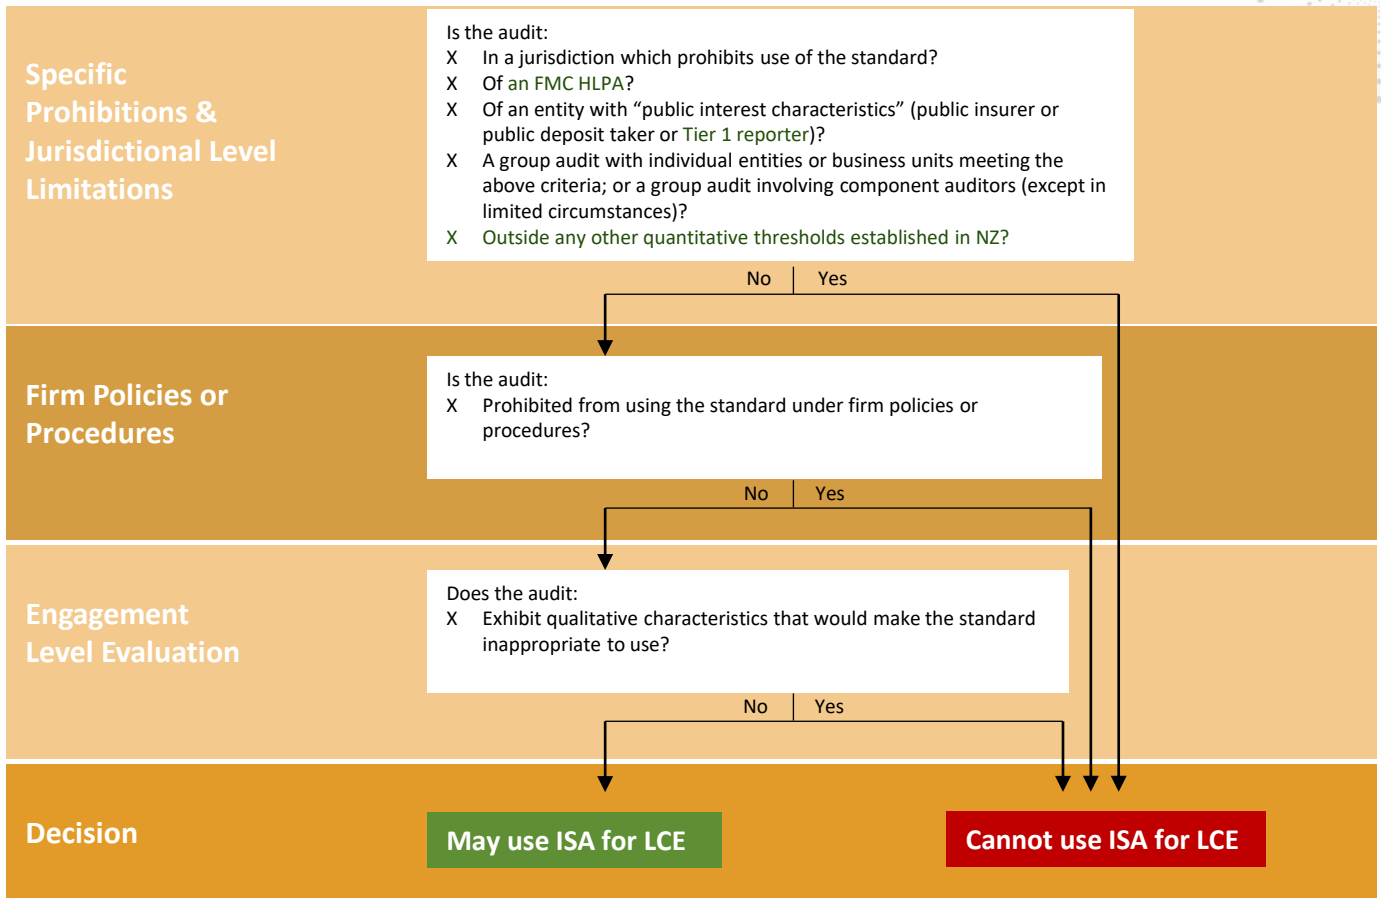 Specific
Prohibitions &
Jurisdictional Level
Limitations
Is the audit:
X In a jurisdiction which prohibits use of the standard?
X Of an FMC HLPA?
X Of an entity with “public interest characteristics” (public insurer or
public deposit taker or Tier 1 reporter)?
X A group audit with individual entities or business units meeting the
above criteria; or a group audit involving component auditors (except in
limited circumstances)?
X Outside any other quantitative thresholds established in NZ?
No Yes
Firm Policies or
Procedures
Is the audit:
X Prohibited from using the standard under firm policies or
procedures?
No Yes
Engagement
Level Evaluation
Does the audit:
X Exhibit qualitative characteristics that would make the standard
inappropriate to use?
No Yes
Decision
May use ISA for LCE
Cannot use ISA for LCE